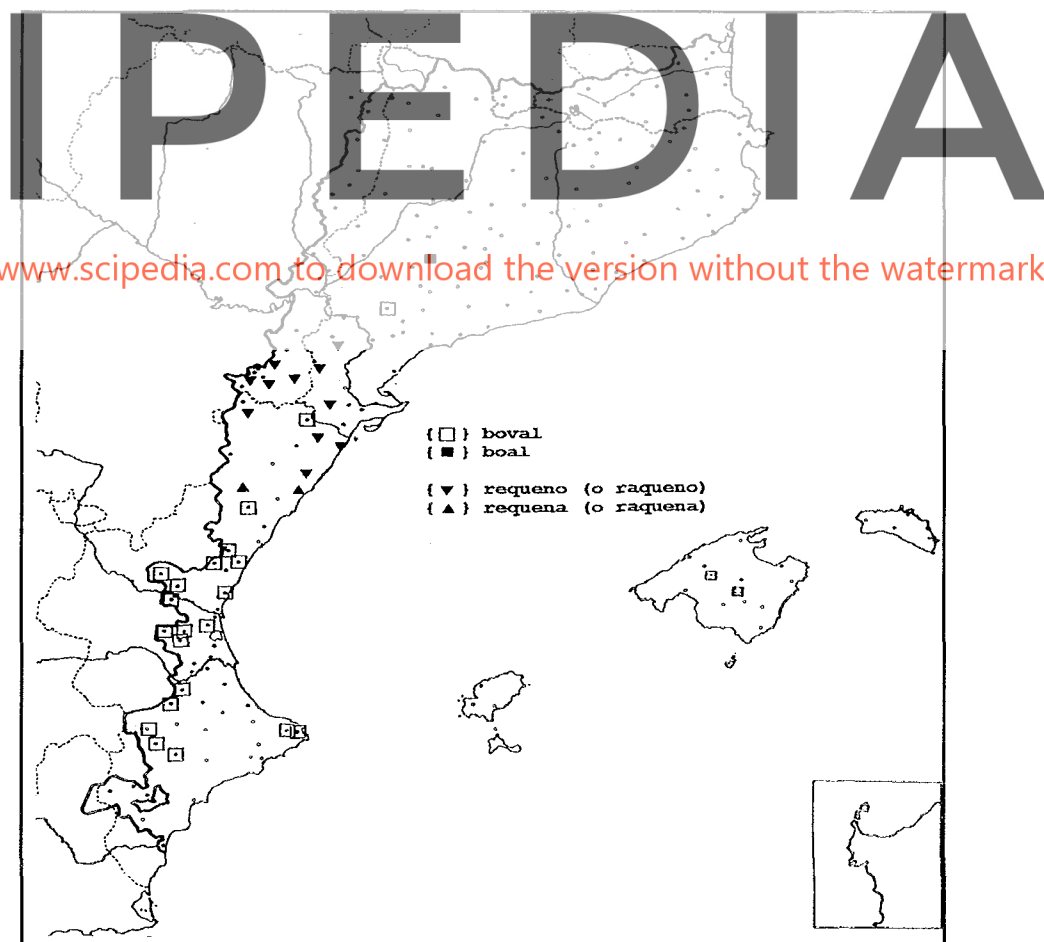 IPEDIA
www.scipedia.com to download the version without the watermark
{ □ } boval
{ ■ } boal
{ ▼ } requeno (o raqueno)
{ ▲ } requena (o raquena)